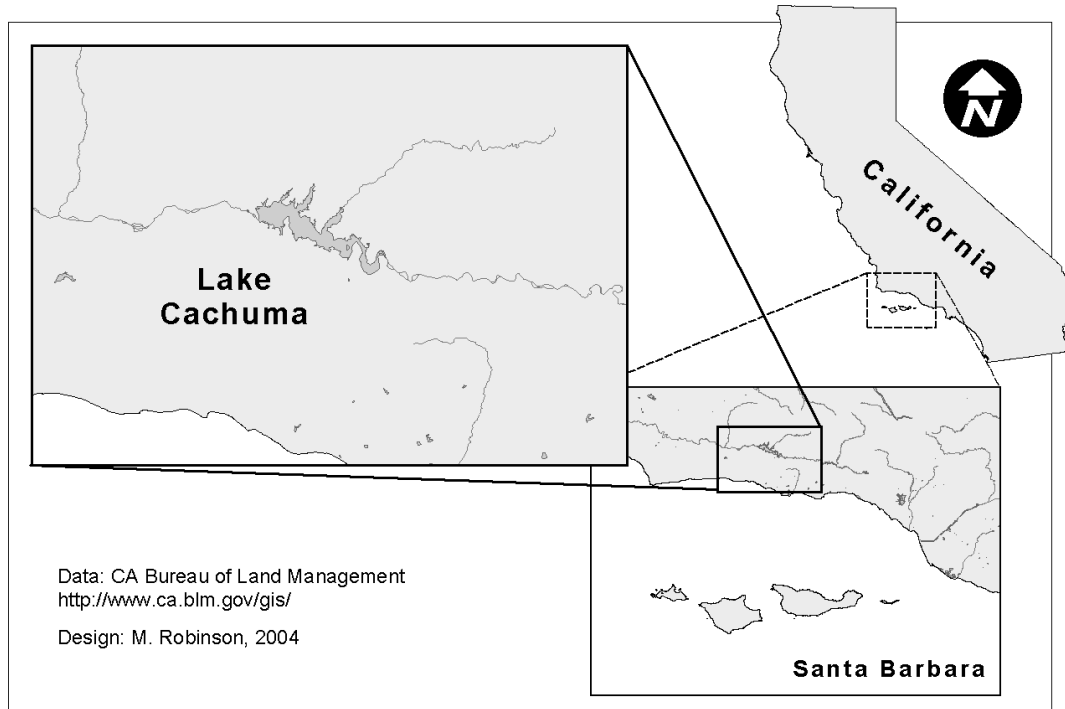 N
California
Lake
Cachuma
Data: CA Bureau of Land Management
http://www.ca.blm.gov/gis/
Design: M. Robinson, 2004
Santa Barbara